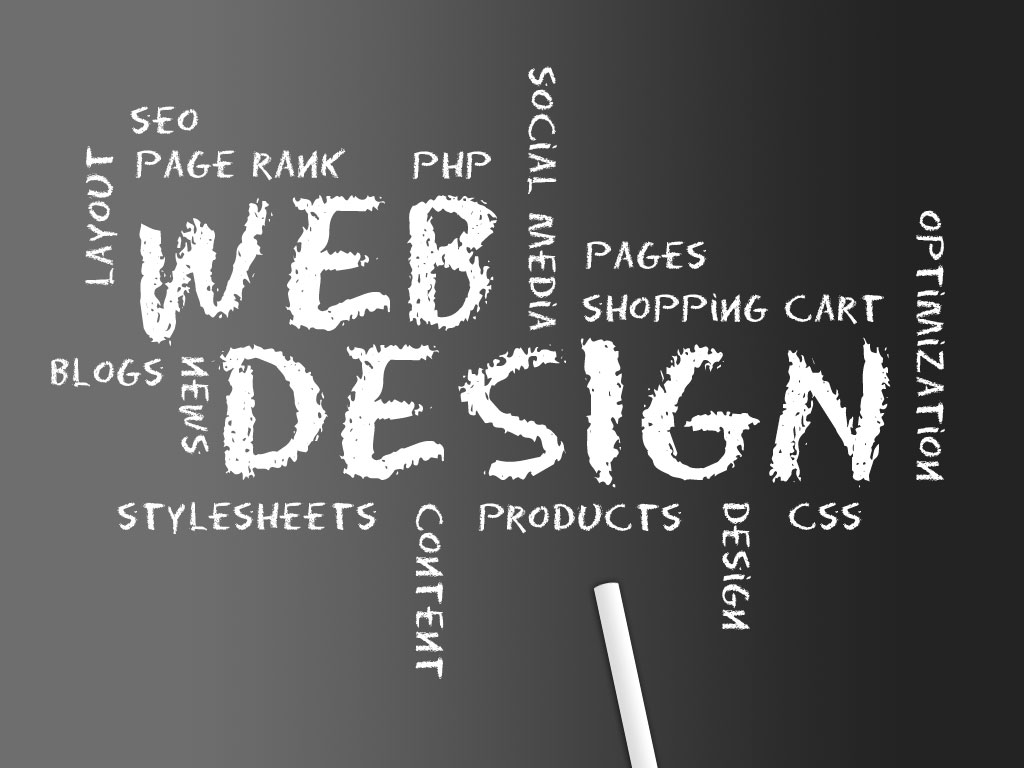 SEO
PAGE RANK
PHP
SOCIAL MEDIA
LAYOUT
WEB
PAGES
SHOPPING CART
OPTIMIZATION
BLOGS
NEWS
DESIGN
STYLESHEETS
CONTENT
PRODUCTS
DESIGN
CSS